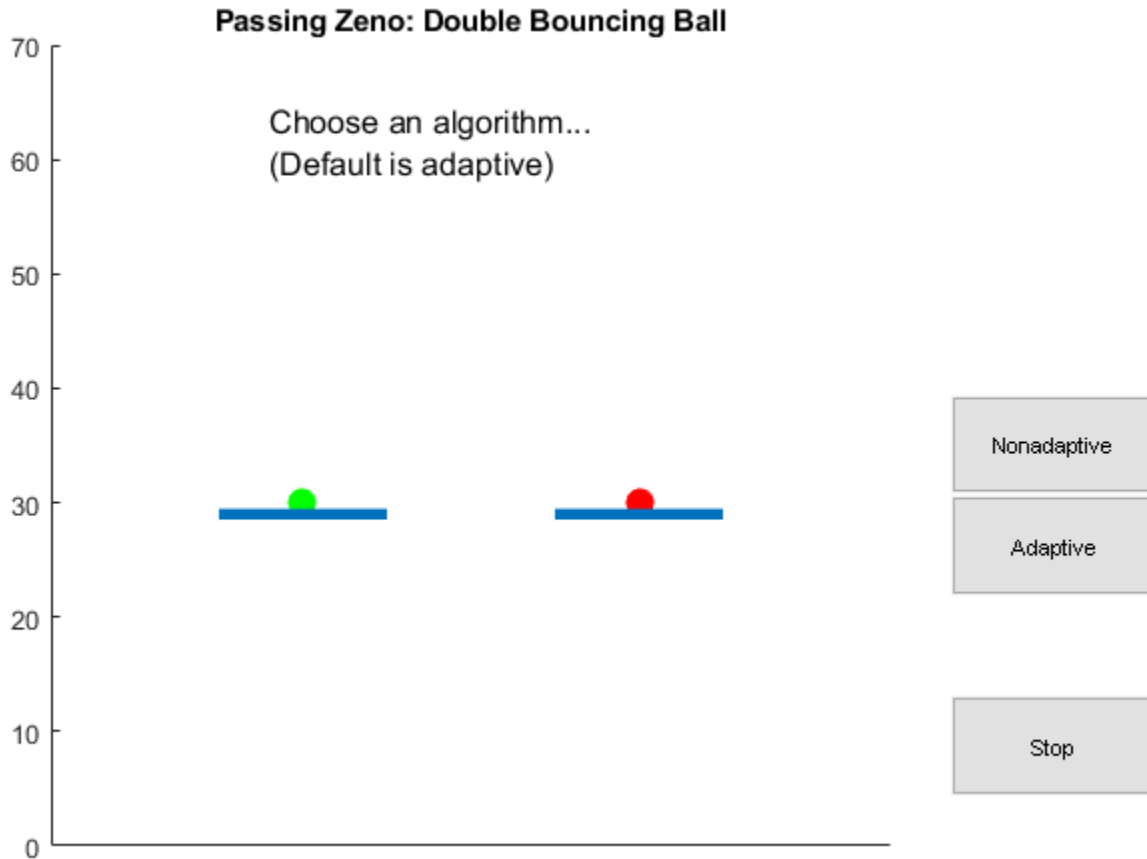 Passing Zeno: Double Bouncing Ball
70
Choose an algorithm...
(Default is adaptive)
60
50
40
30
20
10
0
Nonadaptive
Adaptive
Stop